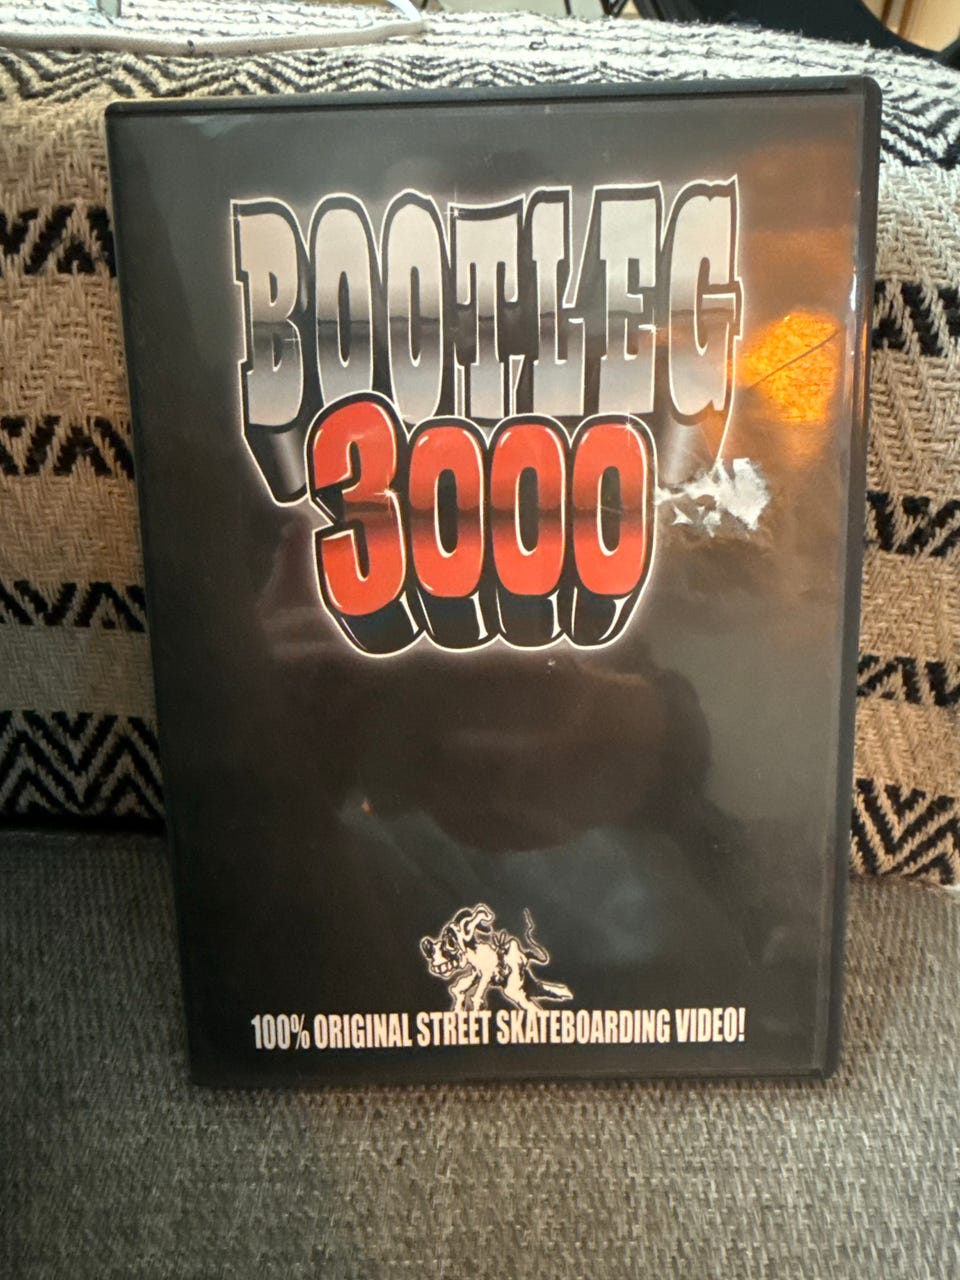 BOOTLEG
3000
100% ORIGINAL STREET SKATEBOARDING VIDEO!